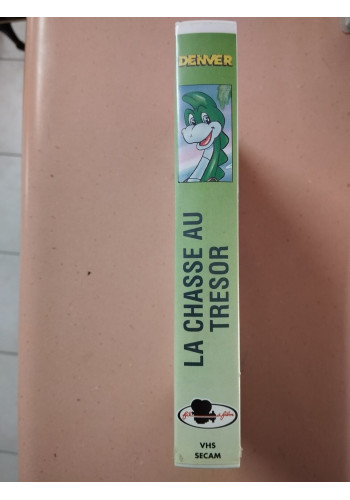 DENVER
LA CHASSE AU
TRESOR
VHS
SECAM